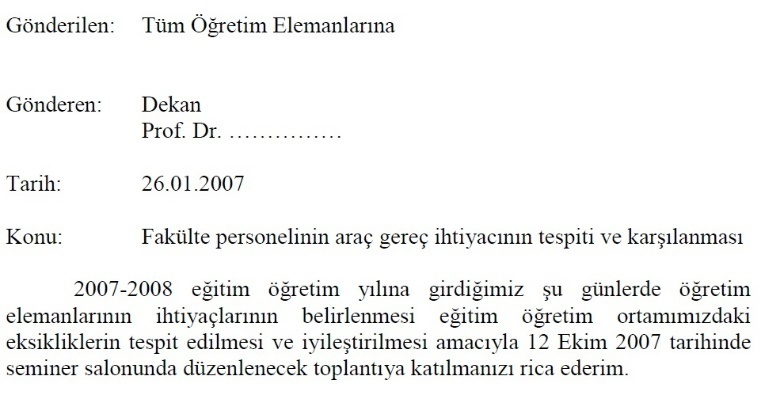 Gönderilen: Tüm Öğretim Elemanlarına
Gönderen: Dekan
Prof. Dr. ……………
Tarih: 26.01.2007
Konu: Fakülte personelinin araç gereç ihtiyacının tespiti ve karşılanması
2007-2008 eğitim öğretim yılına girdiğimiz şu günlerde öğretim
elemanlarının ihtiyaçlarının belirlenmesi eğitim öğretim ortamımızdaki
eksikliklerin tespit edilmesi ve iyileştirilmesi amacıyla 12 Ekim 2007 tarihinde
seminer salonunda düzenlenecek toplantıya katılmanızı rica ederim.